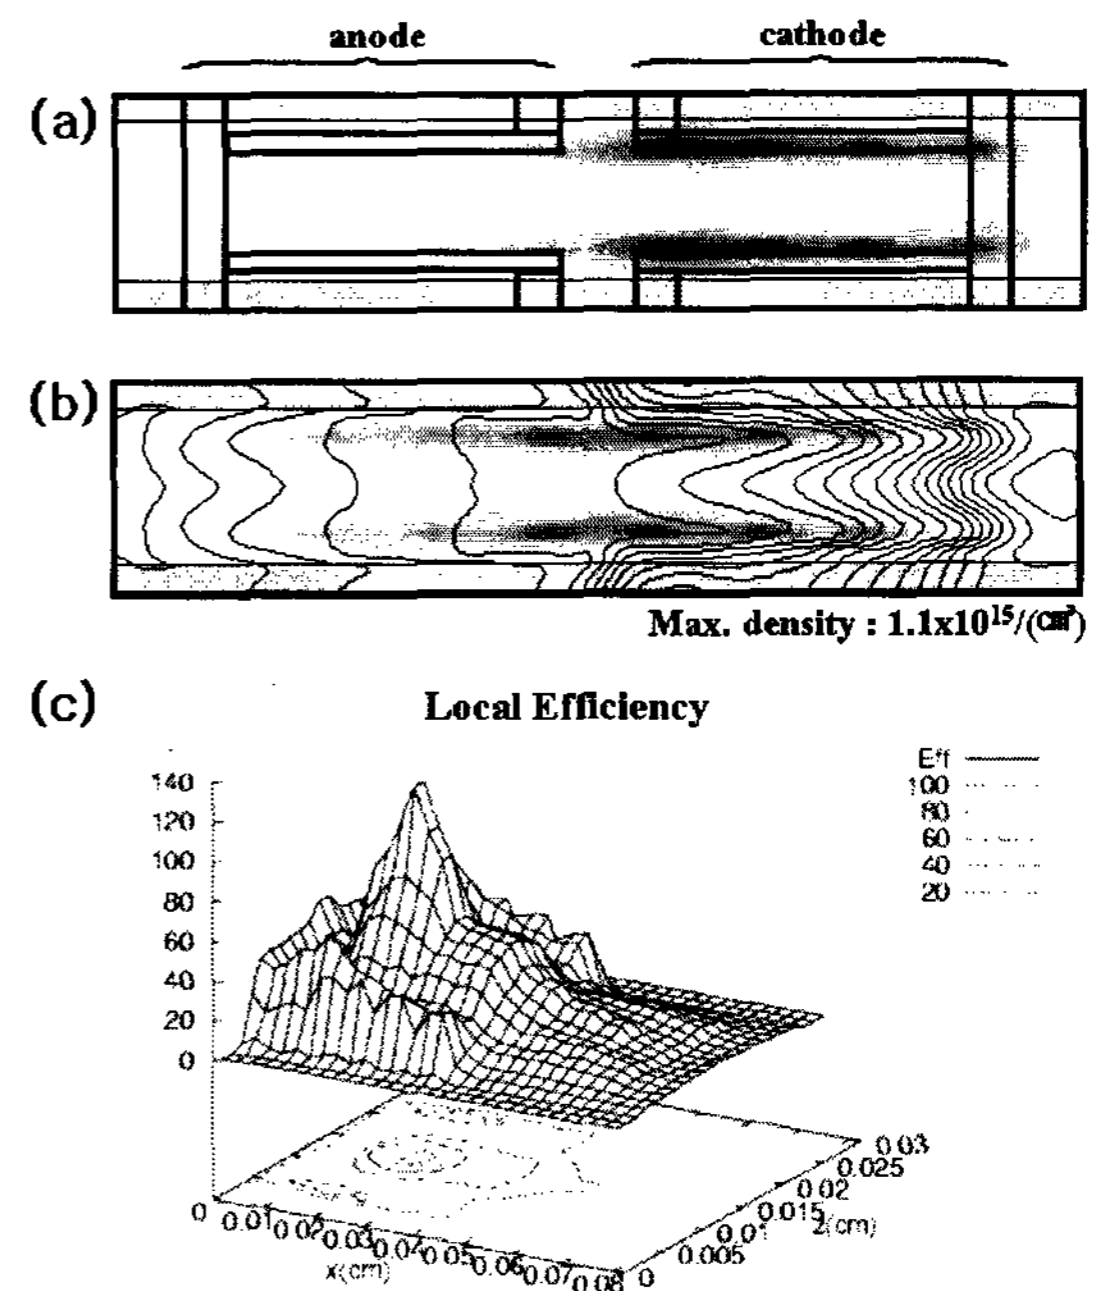 anode cathode
(a)
(b)
Max. density : 1.1x10¹⁵/(cm³)
(c)
Local Efficiency
Eff
100
80
60
40
20
140
120
100
80
60
40
20
0
0 0.01 0.02 0.03 0.04 0.05 0.06 0.07 0.08
x(cm)
0 0.005 0.01 0.015 0.02 0.025 0.03
z(cm)